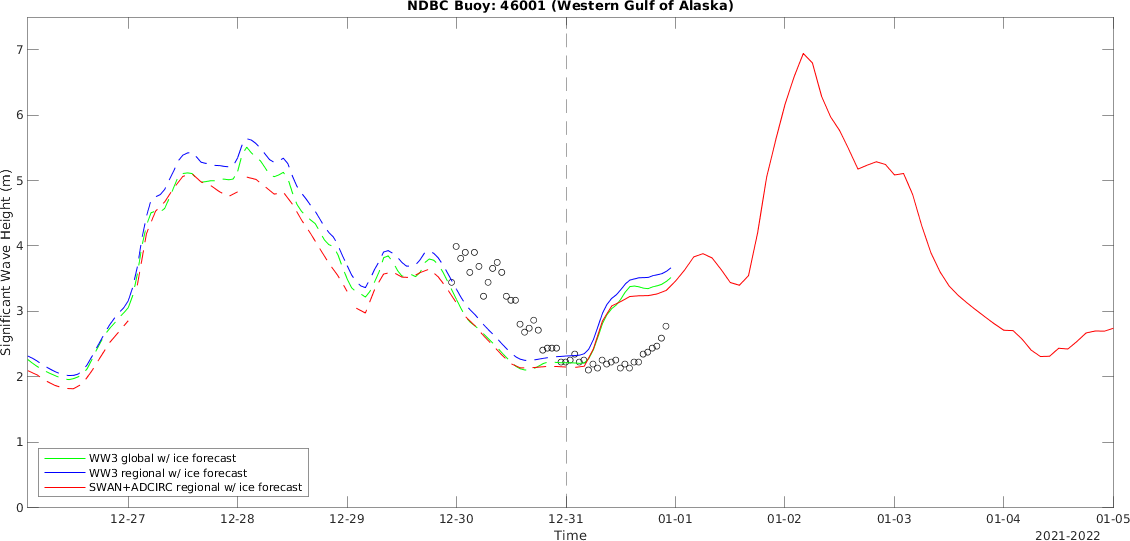 NDBC Buoy: 46001 (Western Gulf of Alaska)
7
6
5
4
3
2
1
0
Significant Wave Height (m)
WW3 global w/ ice forecast
WW3 regional w/ ice forecast
SWAN+ADCIRC regional w/ ice forecast
12-27 12-28 12-29 12-30 12-31 01-01 01-02 01-03 01-04 01-05
Time
2021-2022